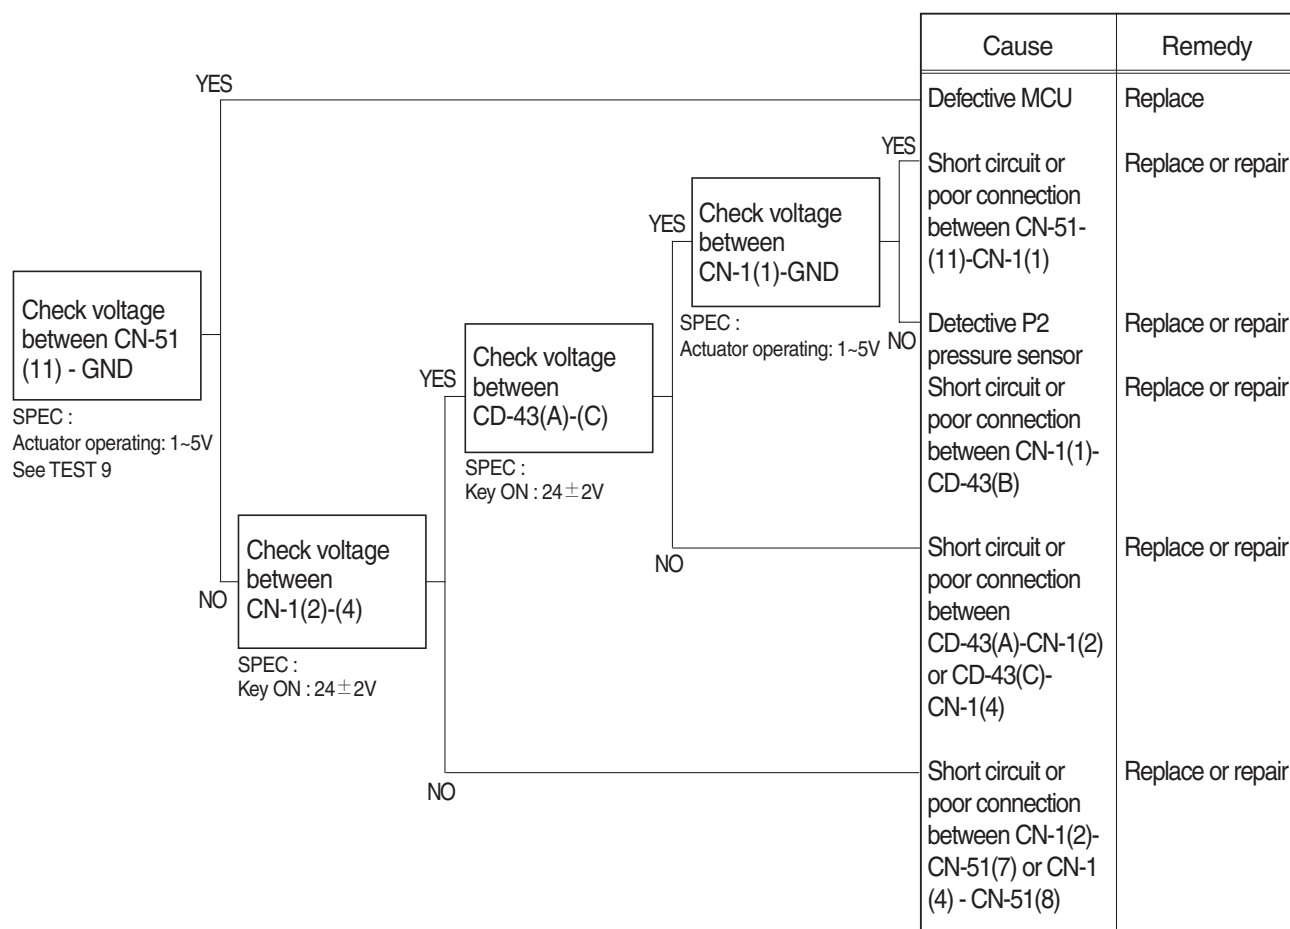 Cause Remedy
YES
Defective MCU Replace
YES
Short circuit or Replace or repair
poor connection
between CN-51-
(11)-CN-1(1)
YES
Check voltage
between
CN-1(1)-GND
SPEC :
Actuator operating: 1~5V
NO
Detective P2 Replace or repair
pressure sensor
Short circuit or Replace or repair
poor connection
between CN-1(1)-
CD-43(B)
Check voltage
between CN-51
(11) - GND
SPEC :
Actuator operating: 1~5V
See TEST 9
YES
Check voltage
between
CD-43(A)-(C)
SPEC :
Key ON : 24±2V
NO
Short circuit or Replace or repair
poor connection
between
CD-43(A)-CN-1(2)
or CD-43(C)-
CN-1(4)
NO
Check voltage
between
CN-1(2)-(4)
SPEC :
Key ON : 24±2V
NO
Short circuit or Replace or repair
poor connection
between CN-1(2)-
CN-51(7) or CN-1
(4) - CN-51(8)